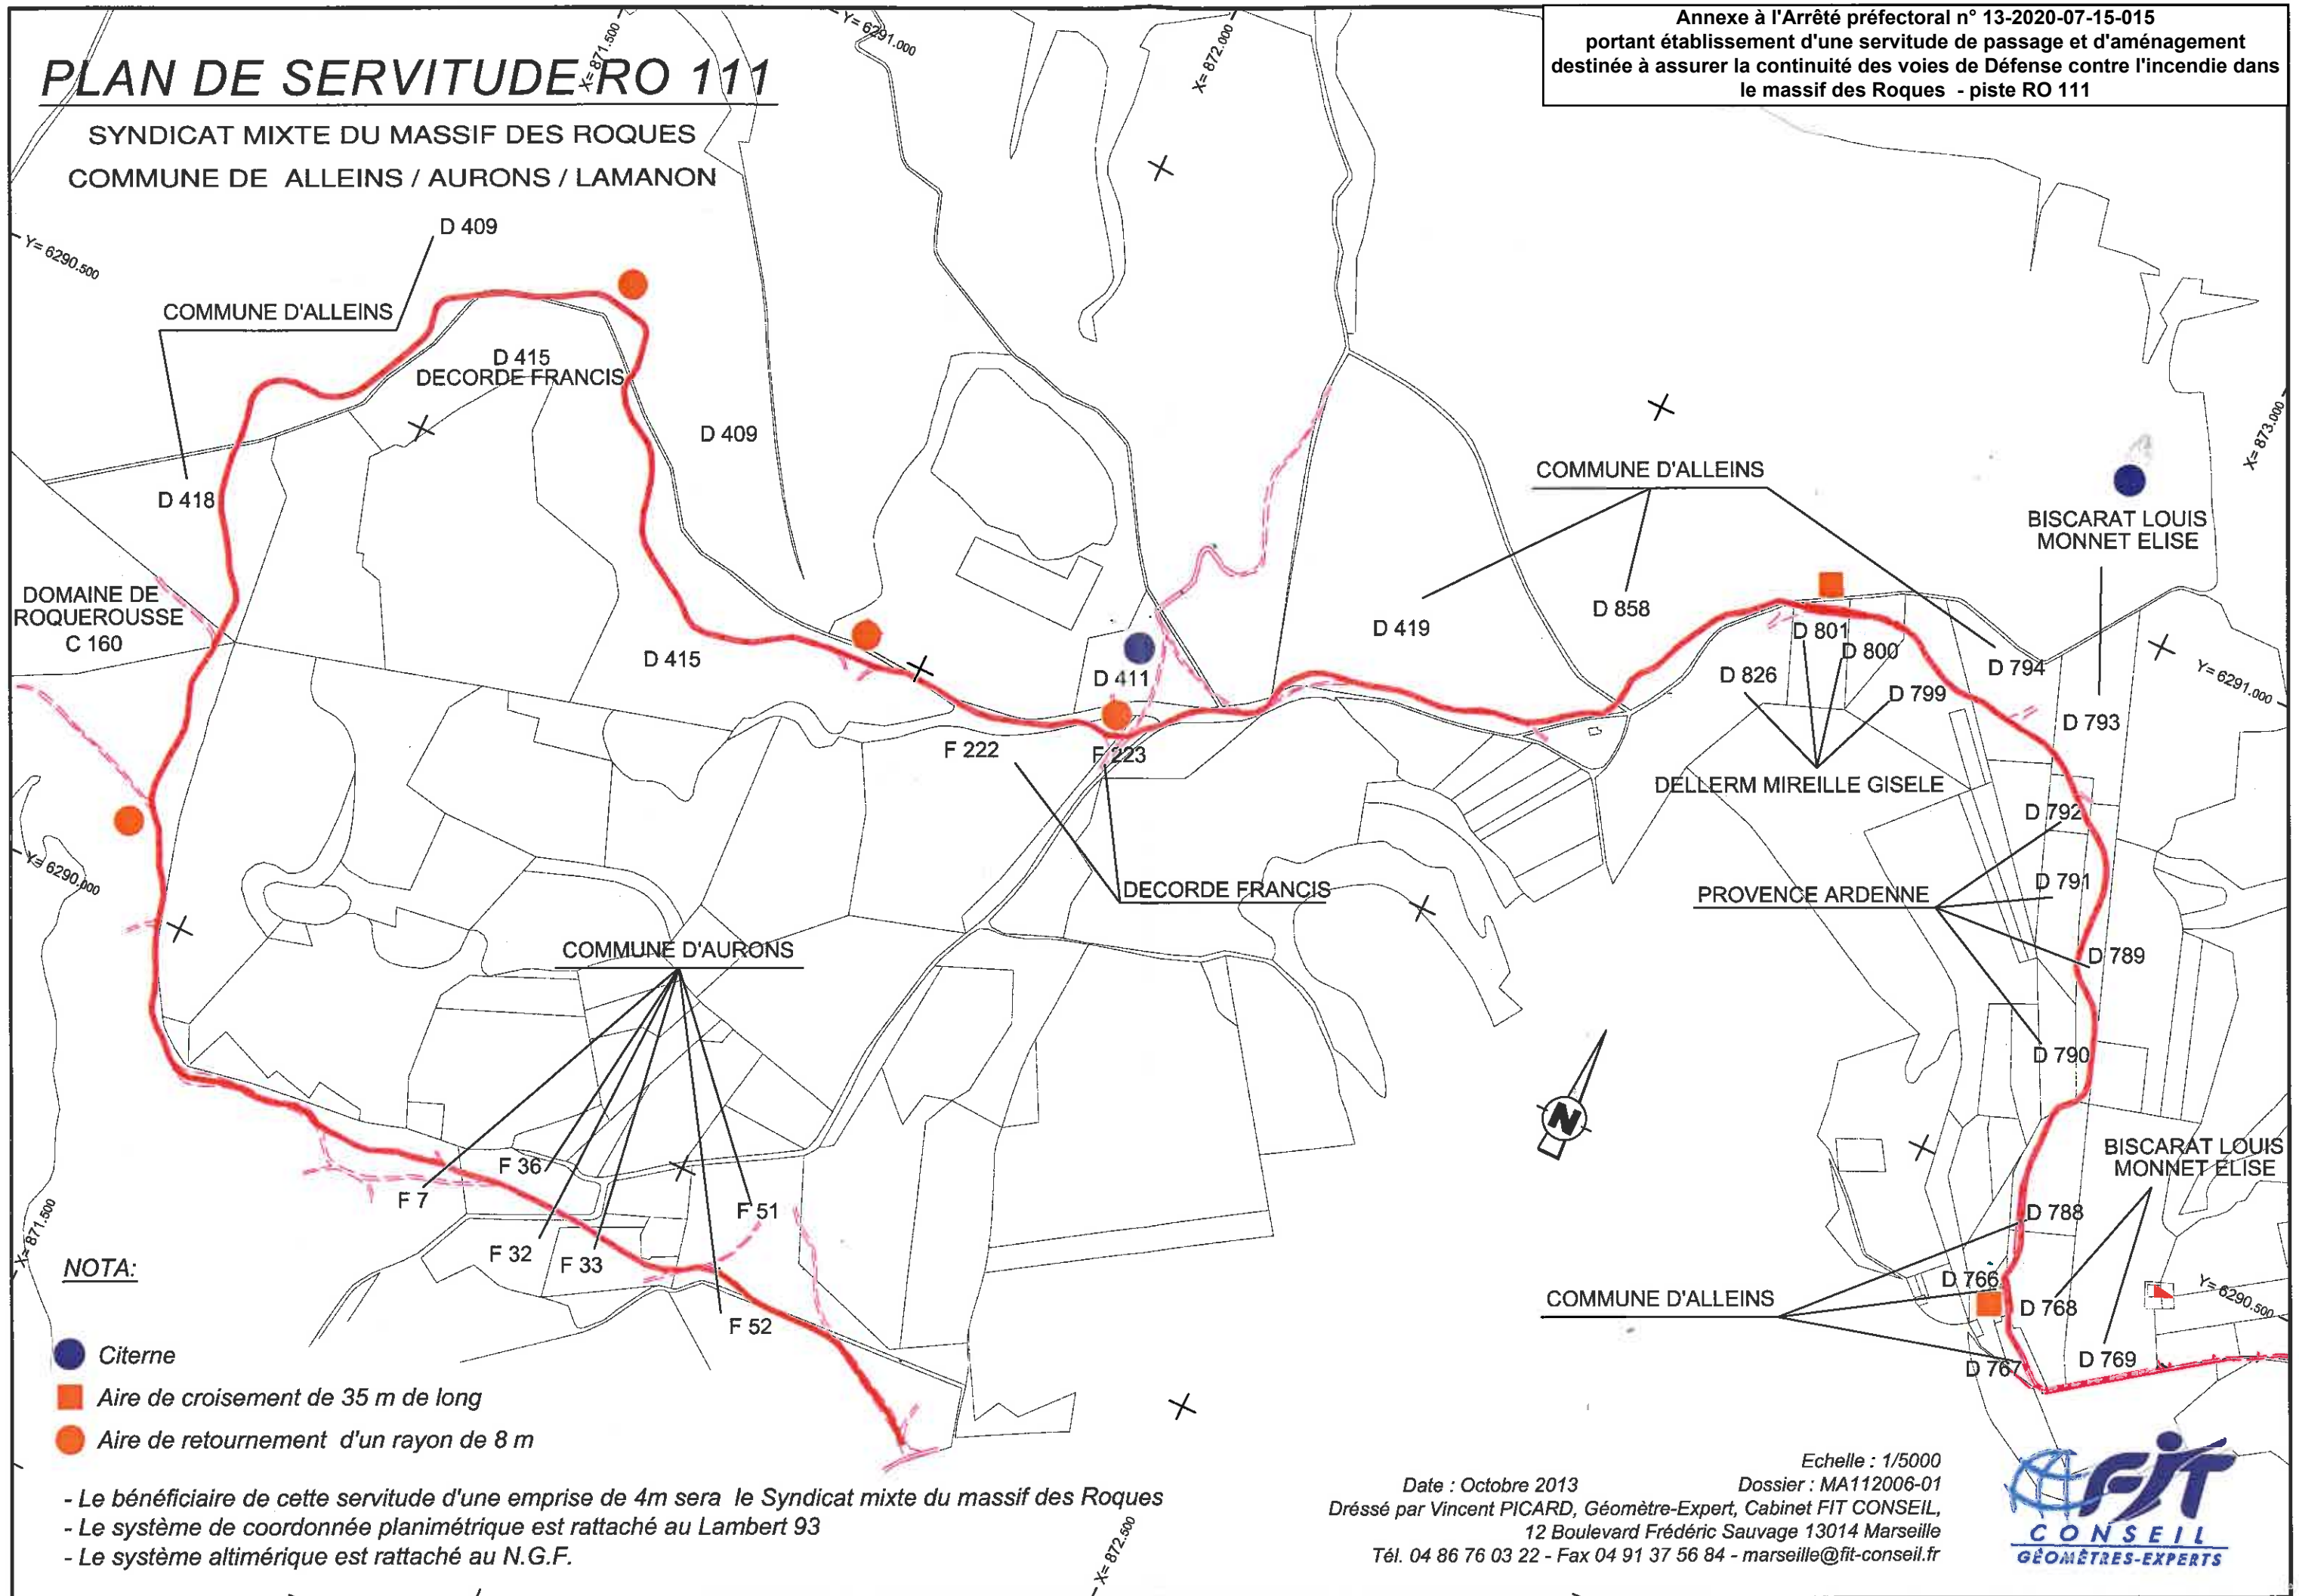 Annexe à l'Arrêté préfectoral n° 13-2020-07-15-015
portant établissement d'une servitude de passage et d'aménagement
destinée à assurer la continuité des voies de Défense contre l'incendie dans
le massif des Roques - piste RO 111
PLAN DE SERVITUDE RO 111
SYNDICAT MIXTE DU MASSIF DES ROQUES
COMMUNE DE ALLEINS / AURONS / LAMANON
X= 871.500
Y= 6291.000
X= 872.000
Y= 6290.500
D 409
COMMUNE D'ALLEINS
D 415
DECORDE FRANCIS
D 409
D 418
X= 873.000
COMMUNE D'ALLEINS
BISCARAT LOUIS
MONNET ELISE
DOMAINE DE
ROQUEROUSSE
C 160
D 415
D 411
D 419
D 858
D 801
D 800
D 826
D 799
D 794
Y= 6291.000
D 793
F 222
F 223
DELLERM MIREILLE GISELE
D 792
Y= 6290.000
DECORDE FRANCIS
PROVENCE ARDENNE
D 791
COMMUNE D'AURONS
D 789
D 790
N
BISCARAT LOUIS
MONNET ELISE
F 36
F 7
F 51
F 32
F 33
F 52
D 788
X= 871.500
D 766
COMMUNE D'ALLEINS
D 768
Y= 6290.500
D 767
D 769
NOTA:
Citerne
Aire de croisement de 35 m de long
Aire de retournement d'un rayon de 8 m
- Le bénéficiaire de cette servitude d'une emprise de 4m sera le Syndicat mixte du massif des Roques
- Le système de coordonnée planimétrique est rattaché au Lambert 93
- Le système altimérique est rattaché au N.G.F.
X= 872.500
Echelle : 1/5000
Date : Octobre 2013 Dossier : MA112006-01
Dréssé par Vincent PICARD, Géomètre-Expert, Cabinet FIT CONSEIL,
12 Boulevard Frédéric Sauvage 13014 Marseille
Tél. 04 86 76 03 22 - Fax 04 91 37 56 84 - marseille@fit-conseil.fr
FIT
CONSEIL
GÉOMÈTRES-EXPERTS